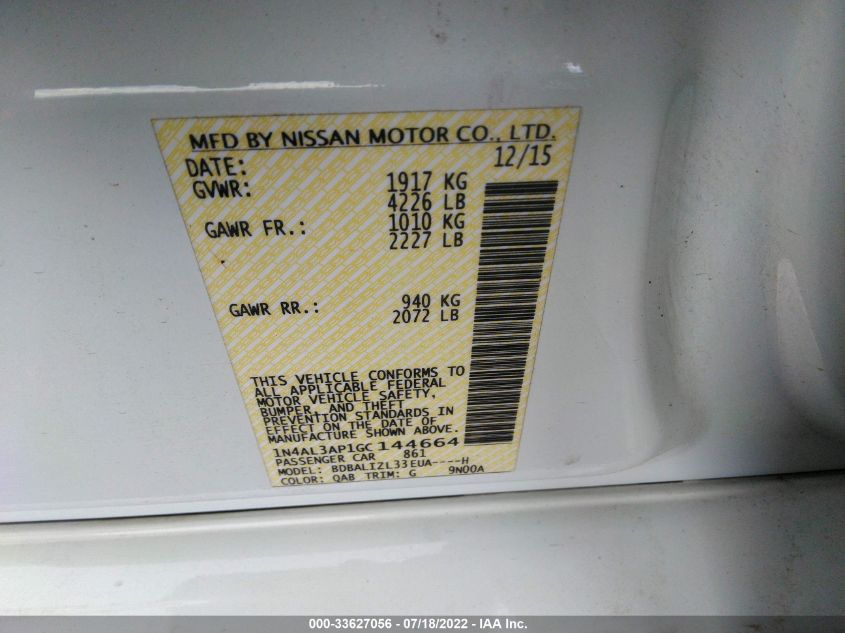 MFD BY NISSAN MOTOR CO., LTD.
DATE: 12/15
GVWR: 1917 KG
4226 LB
GAWR FR.: 1010 KG
2227 LB
GAWR RR.: 940 KG
2072 LB
THIS VEHICLE CONFORMS TO
ALL APPLICABLE FEDERAL
MOTOR VEHICLE SAFETY,
BUMPER, AND THEFT
PREVENTION STANDARDS IN
EFFECT ON THE DATE OF
MANUFACTURE SHOWN ABOVE.
1N4AL3AP1GC144664
PASSENGER CAR 861
MODEL: BDBALIZL33EUA----H
COLOR: QAB TRIM: G 9N00A
000-33627056 - 07/18/2022 - IAA Inc.